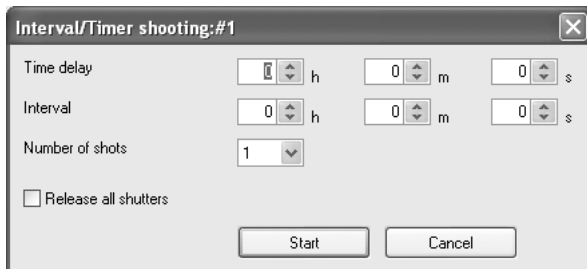 Interval/Timer shooting:#1
Time delay 0 h 0 m 0 s
Interval 0 h 0 m 0 s
Number of shots 1
Release all shutters
Start Cancel